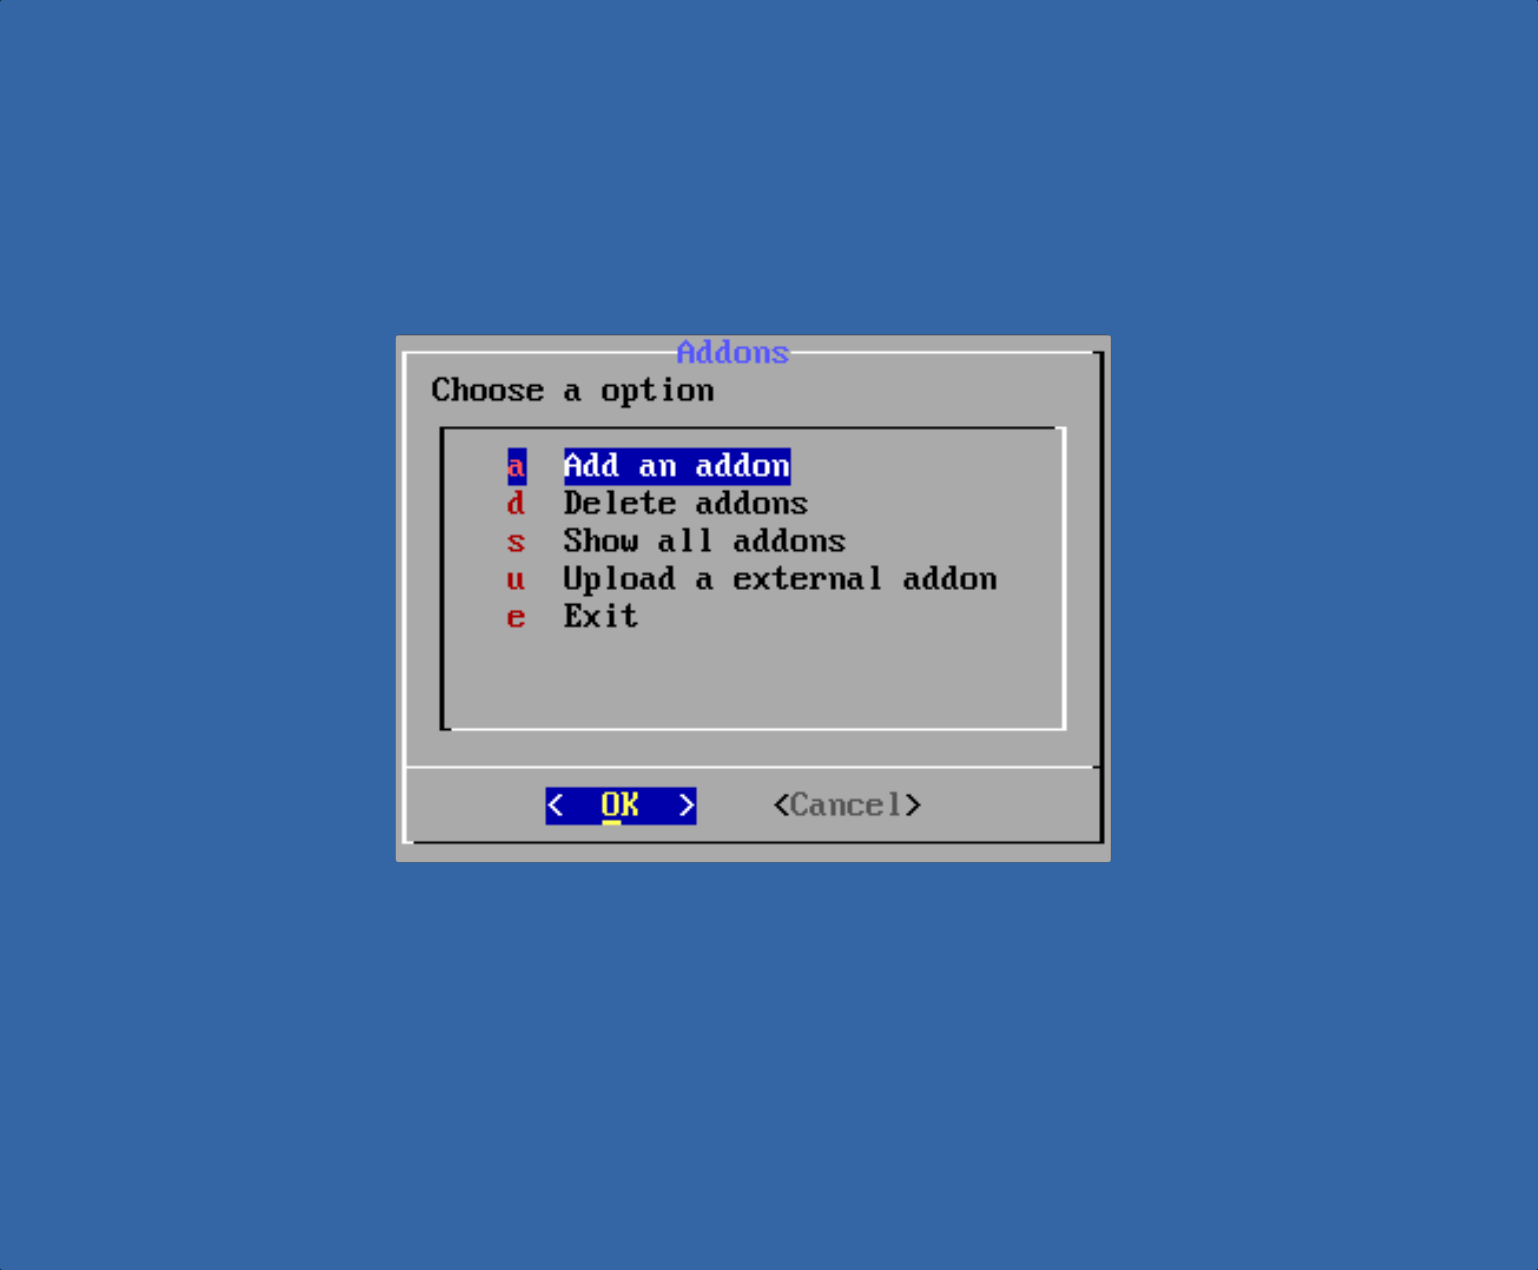 Addons
Choose a option
a Add an addon
d Delete addons
s Show all addons
u Upload a external addon
e Exit
< OK > <Cancel>